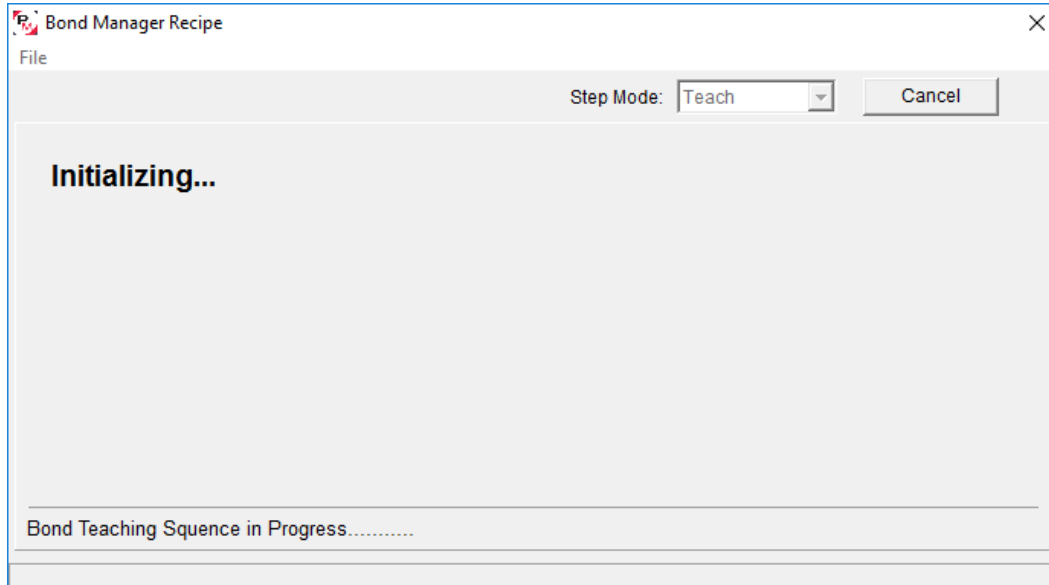 Bond Manager Recipe
File
Step Mode: Teach Cancel
Initializing...
Bond Teaching Squence in Progress...........